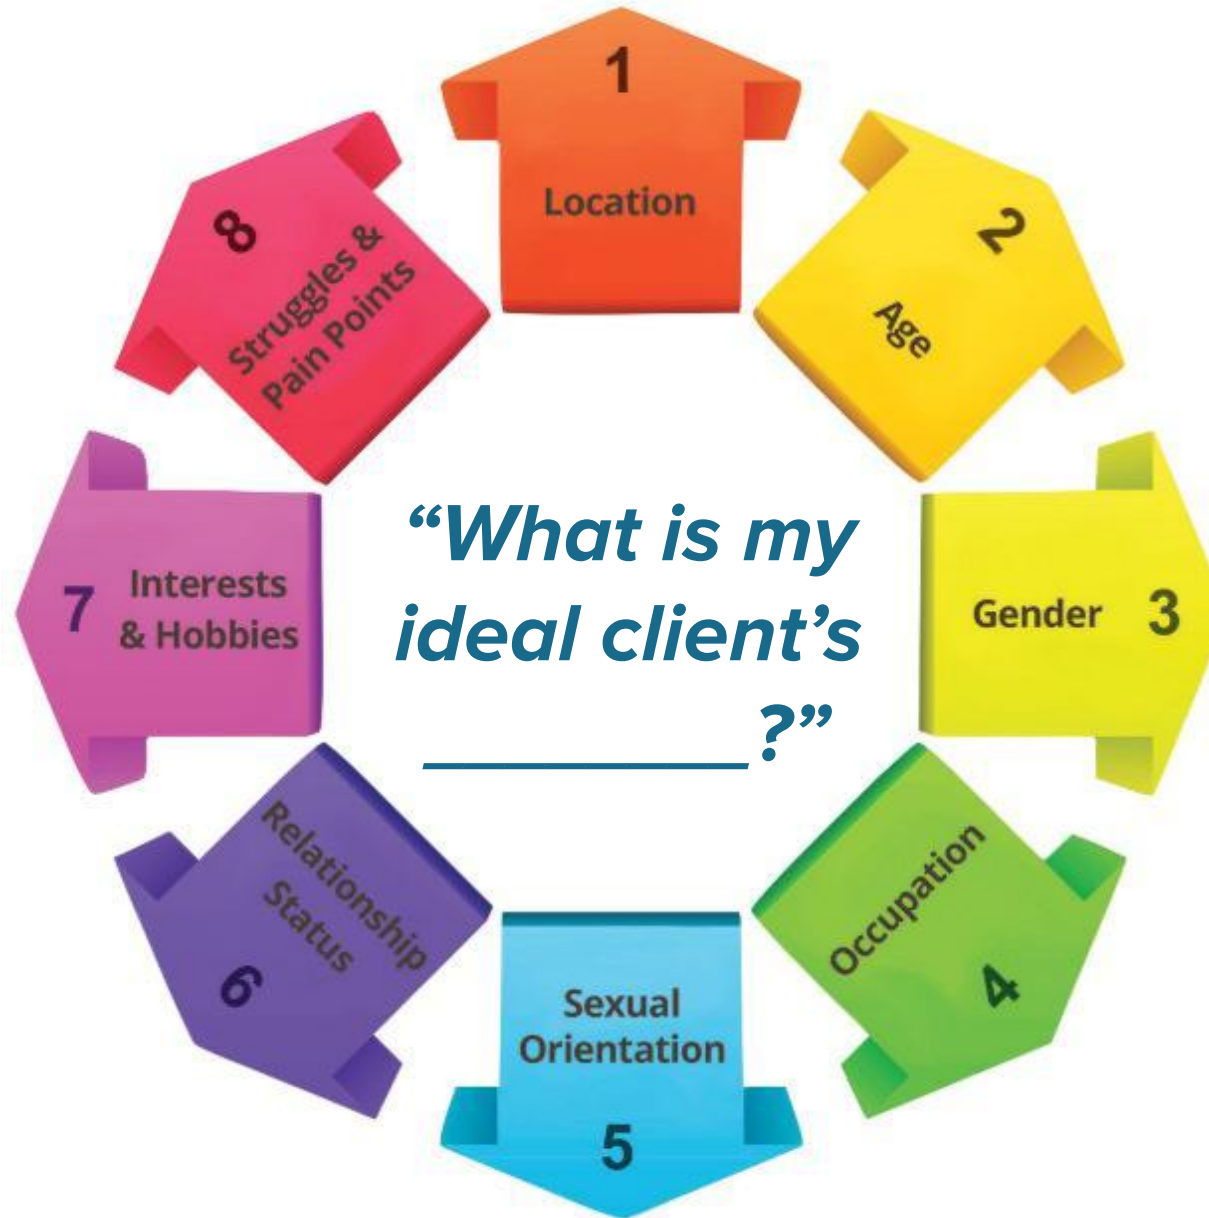 1
Location
2
Age
Gender
3
Occupation
4
Sexual
Orientation
5
Relationship
Status
6
7
Interests
& Hobbies
8
Struggles &
Pain Points
“What is my
ideal client’s
_________?”